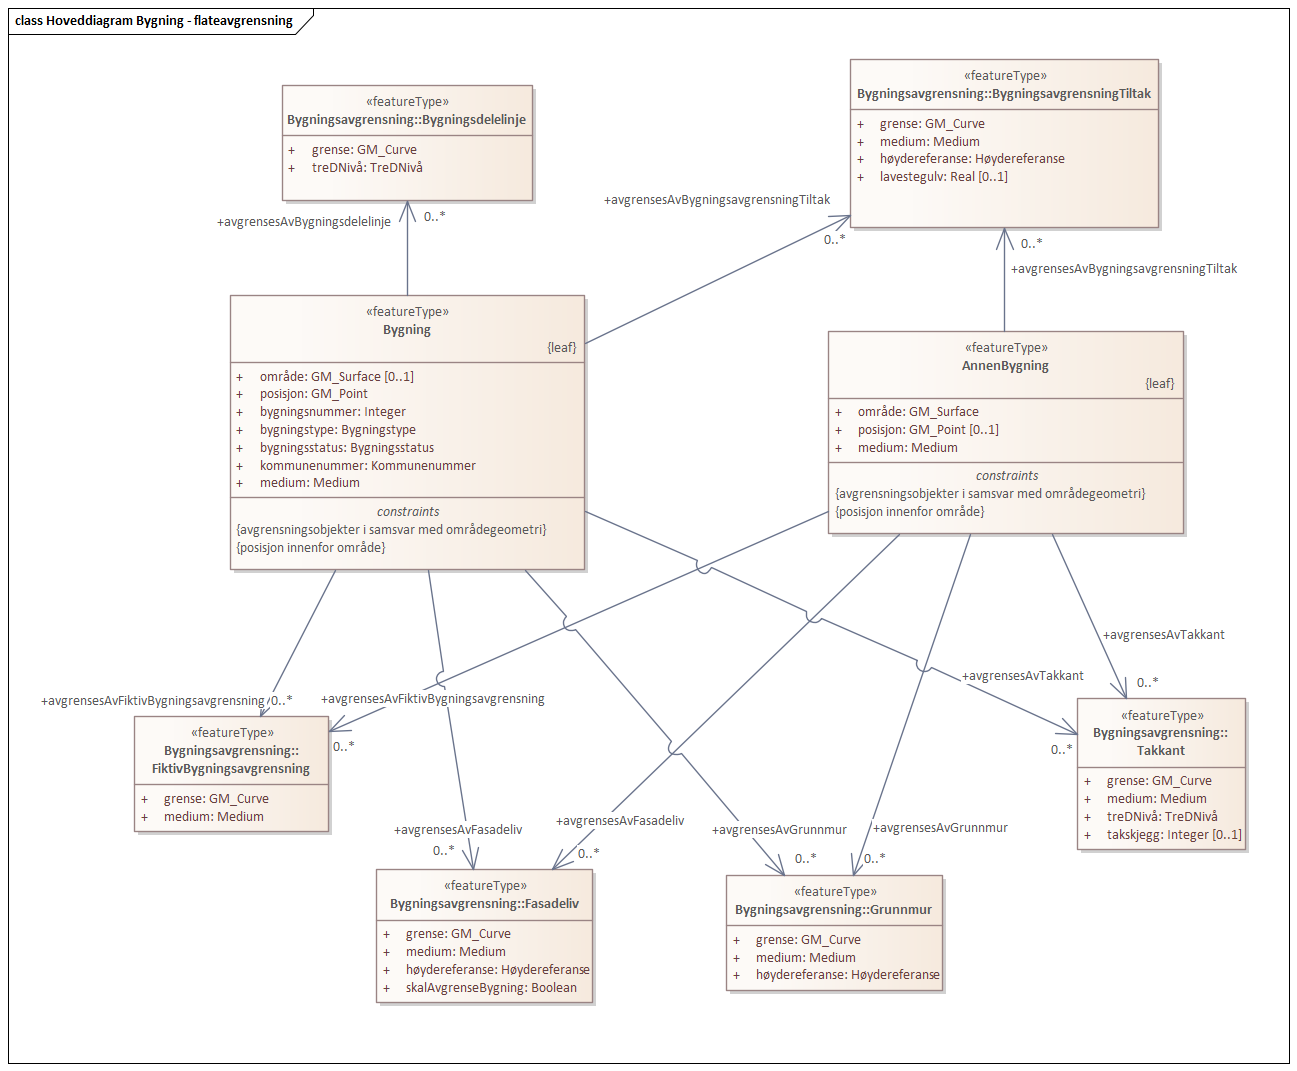 class Hoveddiagram Bygning - flateavgrensning
«featureType»
Bygningsavgrensning::Bygningsdelelinje
+ grense: GM_Curve
+ treDNivå: TreDNivå
«featureType»
Bygningsavgrensning::BygningsavgrensningTiltak
+ grense: GM_Curve
+ medium: Medium
+ høydereferanse: Høydereferanse
+ lavestegulv: Real [0..1]
+avgrensesAvBygningsdelelinje
0..*
+avgrensesAvBygningsavgrensningTiltak
0..*
0..*
+avgrensesAvBygningsavgrensningTiltak
«featureType»
Bygning
{leaf}
+ område: GM_Surface [0..1]
+ posisjon: GM_Point
+ bygningsnummer: Integer
+ bygningstype: Bygningstype
+ bygningsstatus: Bygningsstatus
+ kommunenummer: Kommunenummer
+ medium: Medium
constraints
{avgrensningsobjekter i samsvar med områdegeometri}
{posisjon innenfor område}
«featureType»
AnnenBygning
{leaf}
+ område: GM_Surface
+ posisjon: GM_Point [0..1]
+ medium: Medium
constraints
{avgrensningsobjekter i samsvar med områdegeometri}
{posisjon innenfor område}
+avgrensesAvTakkant
0..*
+avgrensesAvTakkant
0..*
+avgrensesAvFiktivBygningsavgrensning
0..*
+avgrensesAvFiktivBygningsavgrensning
0..*
«featureType»
Bygningsavgrensning::
FiktivBygningsavgrensning
+ grense: GM_Curve
+ medium: Medium
«featureType»
Bygningsavgrensning::
Takkant
+ grense: GM_Curve
+ medium: Medium
+ treDNivå: TreDNivå
+ takskjegg: Integer [0..1]
+avgrensesAvFasadeliv
0..*
+avgrensesAvFasadeliv
0..*
+avgrensesAvGrunnmur
0..*
+avgrensesAvGrunnmur
0..*
«featureType»
Bygningsavgrensning::Fasadeliv
+ grense: GM_Curve
+ medium: Medium
+ høydereferanse: Høydereferanse
+ skalAvgrenseBygning: Boolean
«featureType»
Bygningsavgrensning::Grunnmur
+ grense: GM_Curve
+ medium: Medium
+ høydereferanse: Høydereferanse